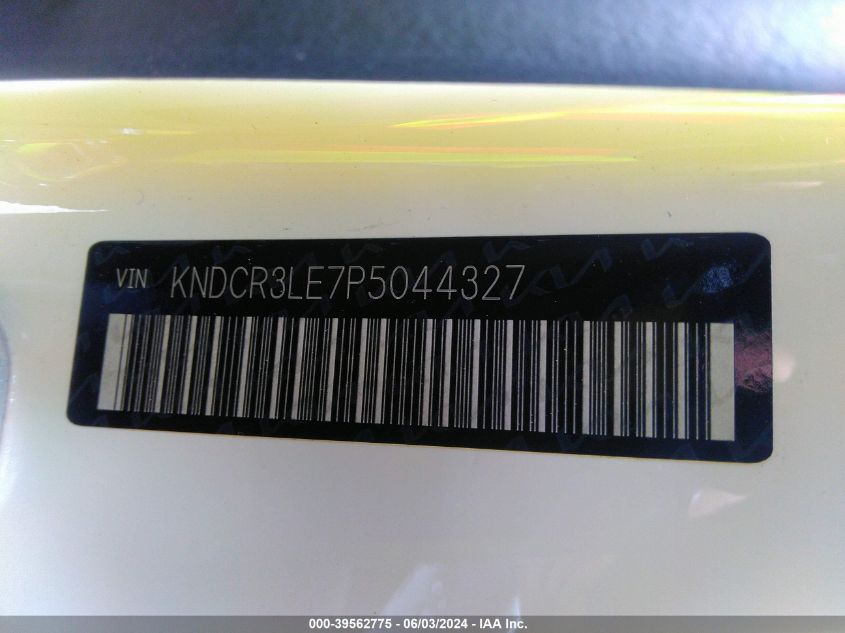 VIN KNDCR3LE7P5044327
000-39562775 - 06/03/2024 - IAA Inc.